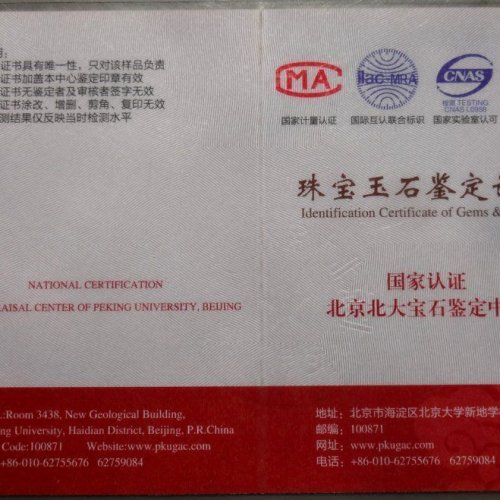 证书具有唯一性，只对该样品负责
证书加盖本中心鉴定印章有效
证书无鉴定者及审核者签字无效
证书涂改、增删、剪角、复印无效
测结果仅反映当时检测水平
NATIONAL CERTIFICATION
RAISAL CENTER OF PEKING UNIVERSITY, BEIJING
.:Room 3438, New Geological Building,
ing University, Haidian District, Beijing, P.R.China
Code:100871 Website:www.pkugac.com
+86-010-62755676 62759084
MA
ilac-MRA
CNAS
检测 TESTING
CNAS L0958
国家计量认证
国际互认联合标识
国家实验室认可
珠宝玉石鉴定
Identification Certificate of Gems &
国家认证
北京北大宝石鉴定中
地址：北京市海淀区北京大学新地学
邮编：100871
网址：www.pkugac.com
电话：+86-010-62755676 62759084